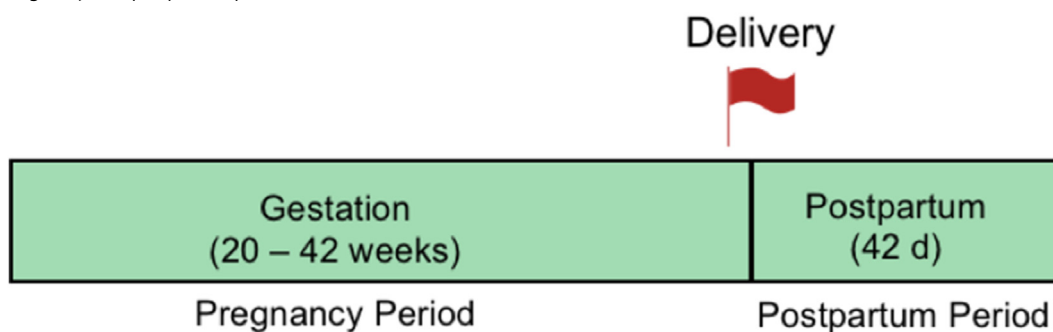 Delivery
Gestation
(20 – 42 weeks)
Postpartum
(42 d)
Pregnancy Period
Postpartum Period